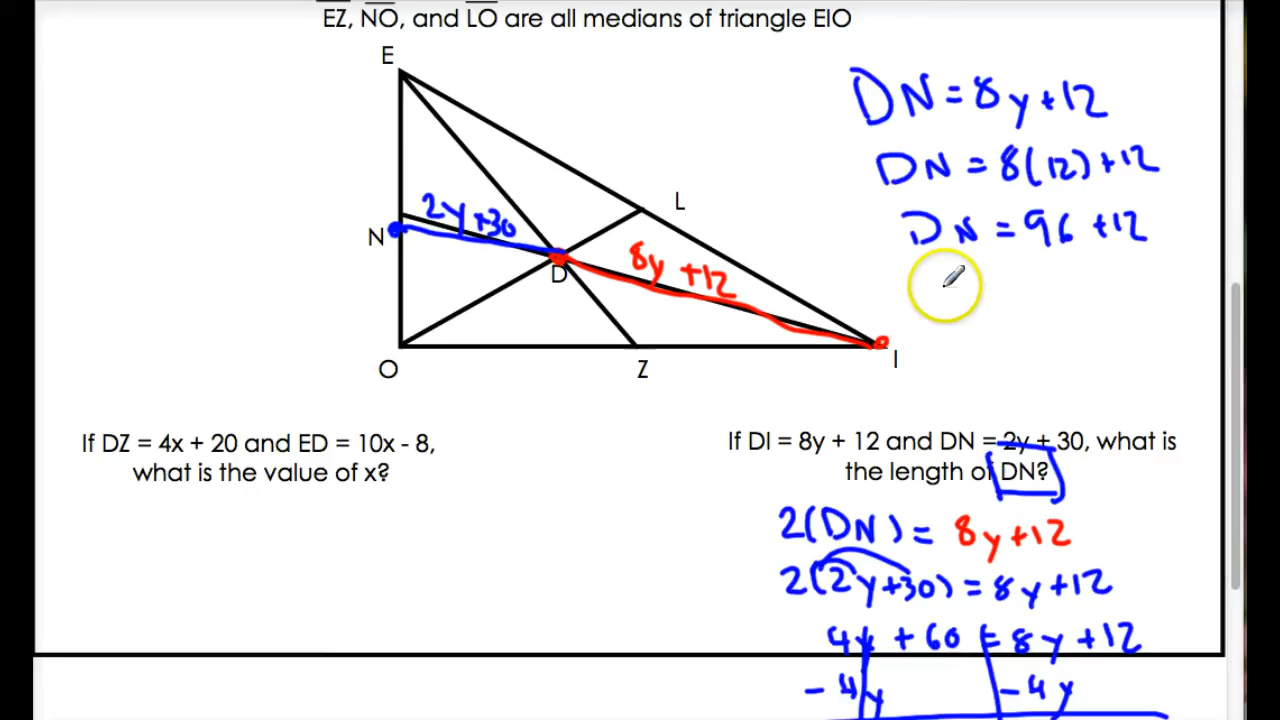 EZ, NO, and LO are all medians of triangle EIO
E
DN = 8y+12
DN = 8(12)+12
DN = 96 +12
L
2y+30
N
8y +12
D
O
Z
I
If DZ = 4x + 20 and ED = 10x - 8,
what is the value of x?
If DI = 8y + 12 and DN = 2y + 30, what is
the length of DN?
2(DN) = 8y+12
2(2y+30) = 8y+12
4y + 60 = 8y +12
- 4y - 4y